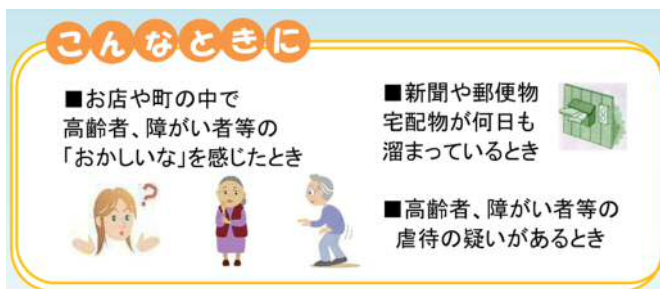 こんなときに
■お店や町の中で
高齢者、障がい者等の
「おかしいな」を感じたとき
■新聞や郵便物
宅配物が何日も
溜まっているとき
■高齢者、障がい者等の
虐待の疑いがあるとき